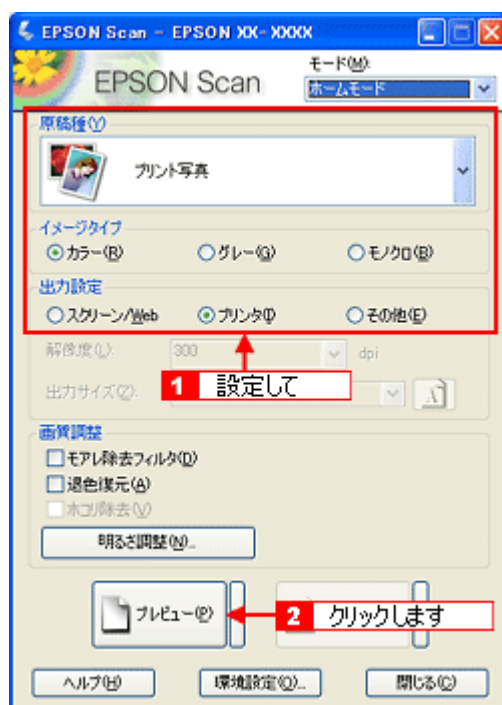 EPSON Scan - EPSON XX-XXXX
EPSON Scan
モード(M):
ホームモード
原稿種(Y)
プリント写真
イメージタイプ
カラー(R) グレー(G) モノクロ(B)
出力設定
スクリーン/Web プリンタ(I) その他(E)
解像度(L): 300 dpi
出力サイズ(Z):
1 設定して
画質調整
モアレ除去フィルタ(D)
退色復元(A)
ホコリ除去(V)
明るさ調整(N)...
プレビュー(P)
2 クリックします
ヘルプ(H) 環境設定(O)... 閉じる(C)